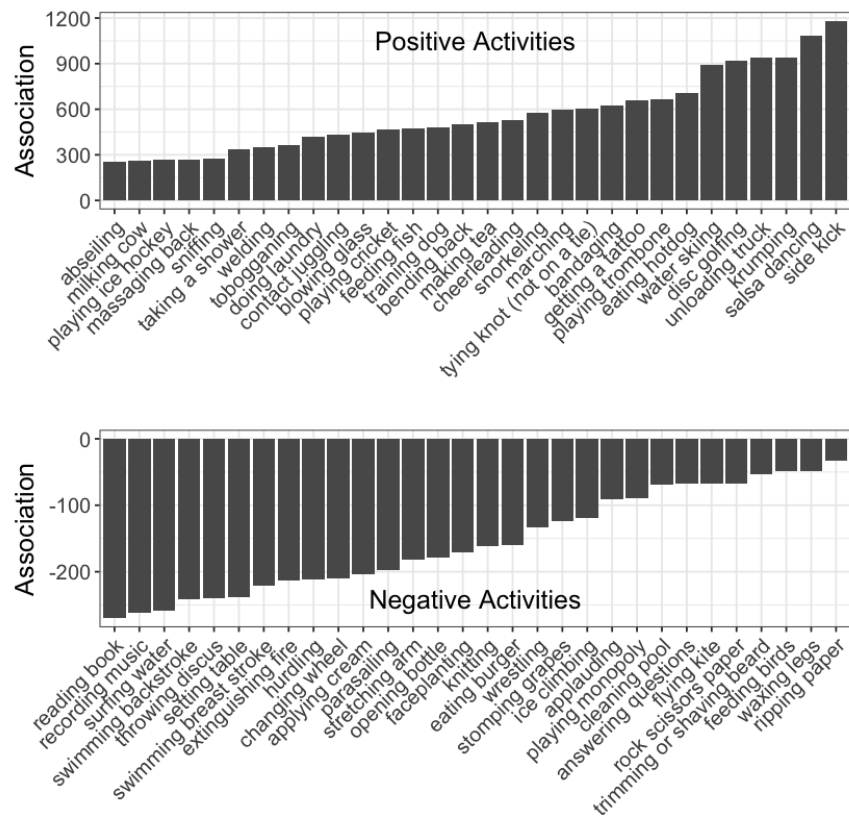 Positive Activities
Association
1200
900
600
300
0
abseiling
milking cow
playing ice hockey
massaging back
sniffing
taking a shower
welding
tobogganing
doing laundry
contact juggling
blowing glass
playing cricket
feeding fish
training dog
bending back
making tea
cheerleading
snorkeling
marching
tying knot (not on a tie)
bandaging
getting a tattoo
playing trombone
eating hotdog
water skiing
disc golfing
unloading truck
krumping
salsa dancing
side kick
Association
0
-100
-200
Negative Activities
reading book
recording music
surfing water
swimming backstroke
throwing discus
setting table
swimming breast stroke
extinguishing fire
hurdling
changing wheel
applying cream
parasailing
stretching arm
opening bottle
faceplanting
knitting
eating burger
wrestling
stomping grapes
ice climbing
applauding
playing monopoly
cleaning pool
answering questions
flying kite
rock scissors paper
trimming or shaving beard
feeding birds
waxing legs
ripping paper